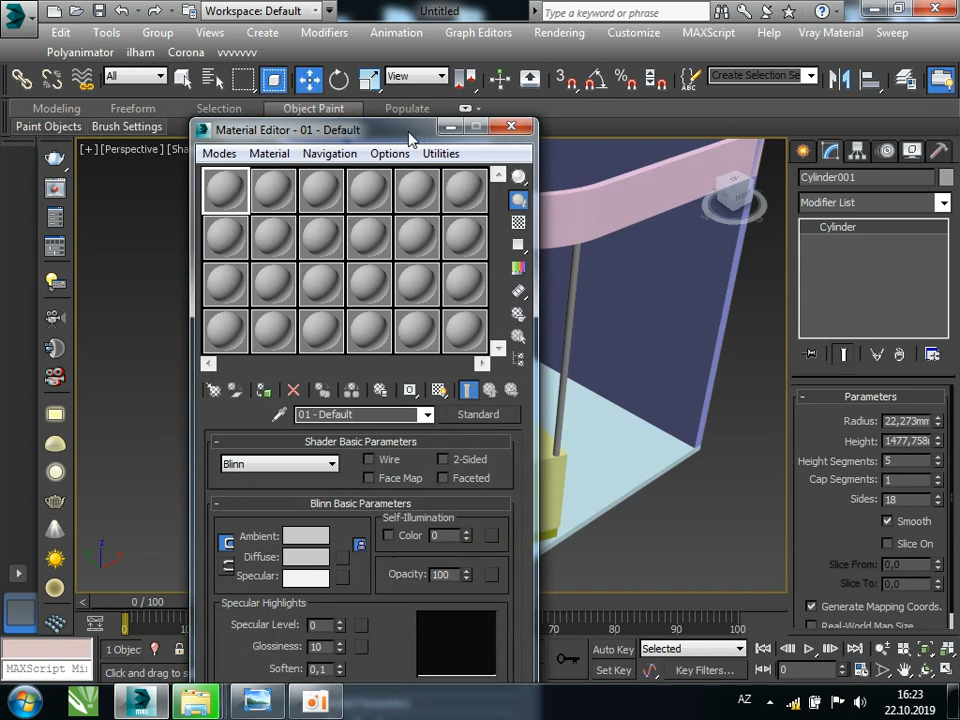 Workspace: Default
Untitled
Type a keyword or phrase
Edit Tools Group Views Create Modifiers Animation Graph Editors Rendering Customize MAXScript Help Vray Material Sweep
Polyanimator ilham Corona vvvvvvv
All
View
Create Selection Se
Modeling Freeform Selection Object Paint Populate
Paint Objects Brush Settings
Material Editor - 01 - Default
[+] [Perspective] [Sha
Modes Material Navigation Options Utilities
Cylinder001
Modifier List
Cylinder
01 - Default
Standard
Shader Basic Parameters
Blinn
Wire
2-Sided
Face Map
Faceted
Blinn Basic Parameters
Self-Illumination
Ambient:
Color 0
Diffuse:
Specular:
Opacity: 100
Specular Highlights
Specular Level: 0
Glossiness: 10
Soften: 0,1
Parameters
Radius: 22,273mm
Height: 1477,758
Height Segments: 5
Cap Segments: 1
Sides: 18
Smooth
Slice On
Slice From: 0,0
Slice To: 0,0
Generate Mapping Coords.
Real-World Map Size
0 / 100
0
70 80 90 100
1 Objec
Auto Key
Selected
Set Key
Key Filters...
0
MAXScript Mi
Click and drag to
AZ
16:23
22.10.2019